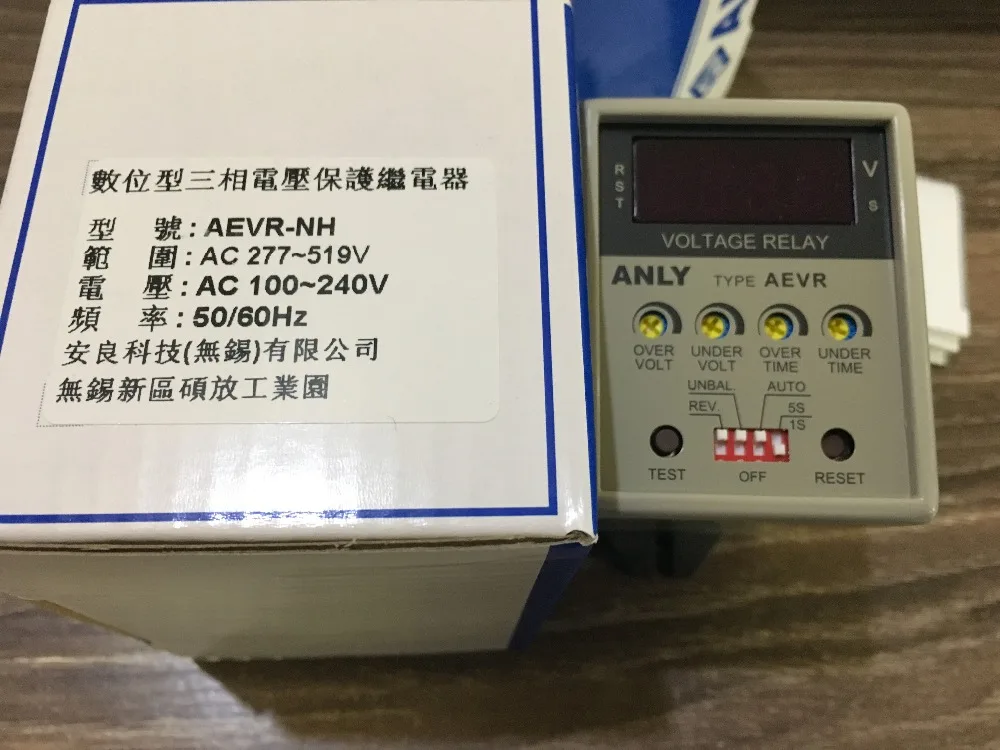 數位型三相電壓保護繼電器
型 號: AEVR-NH
範 圍: AC 277~519V
電 壓: AC 100~240V
頻 率: 50/60Hz
安良科技(無錫)有限公司
無錫新區碩放工業園
R
S
T
V
s
VOLTAGE RELAY
ANLY TYPE AEVR
OVER VOLT
UNDER VOLT
OVER TIME
UNDER TIME
UNBAL. AUTO
REV. 5S
1S
TEST OFF RESET